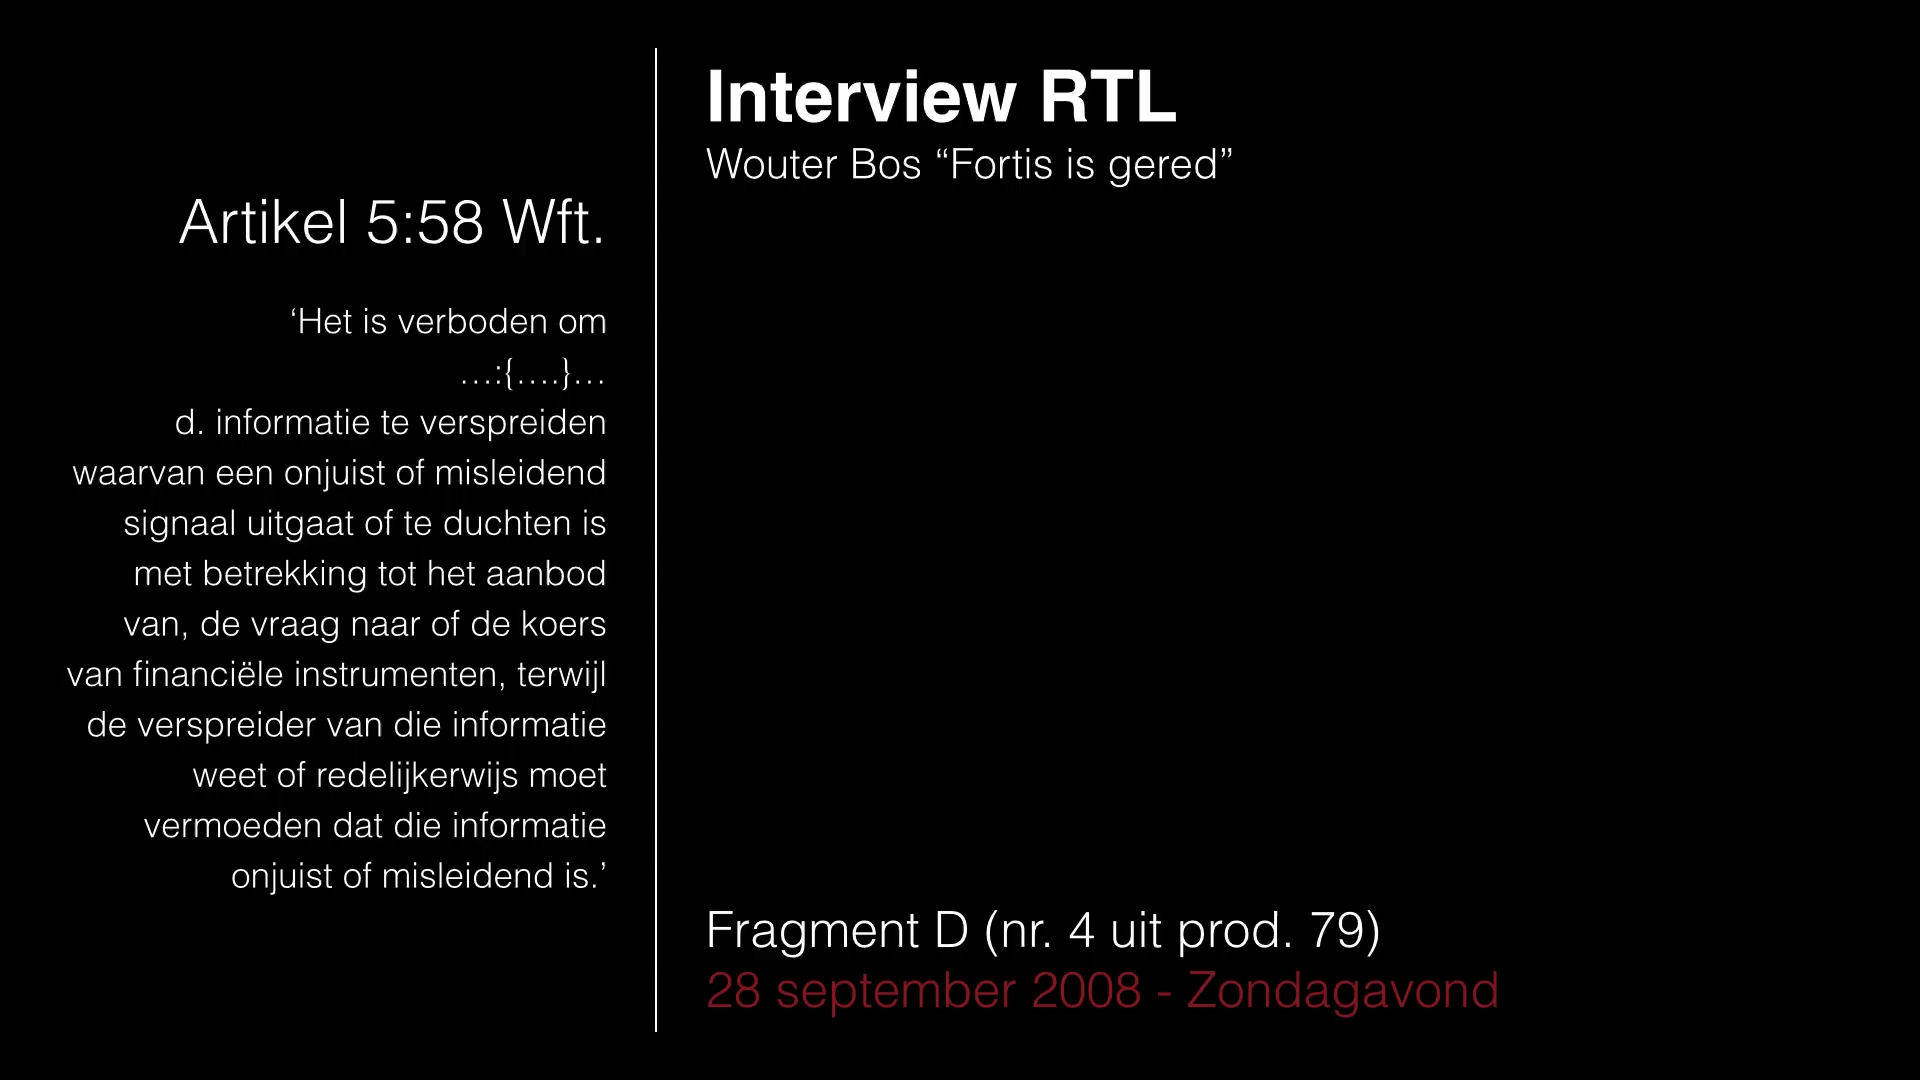 Artikel 5:58 Wft.
‘Het is verboden om
…:{….}…
d. informatie te verspreiden
waarvan een onjuist of misleidend
signaal uitgaat of te duchten is
met betrekking tot het aanbod
van, de vraag naar of de koers
van financiële instrumenten, terwijl
de verspreider van die informatie
weet of redelijkerwijs moet
vermoeden dat die informatie
onjuist of misleidend is.’
Interview RTL
Wouter Bos “Fortis is gered”
Fragment D (nr. 4 uit prod. 79)
28 september 2008 - Zondagavond